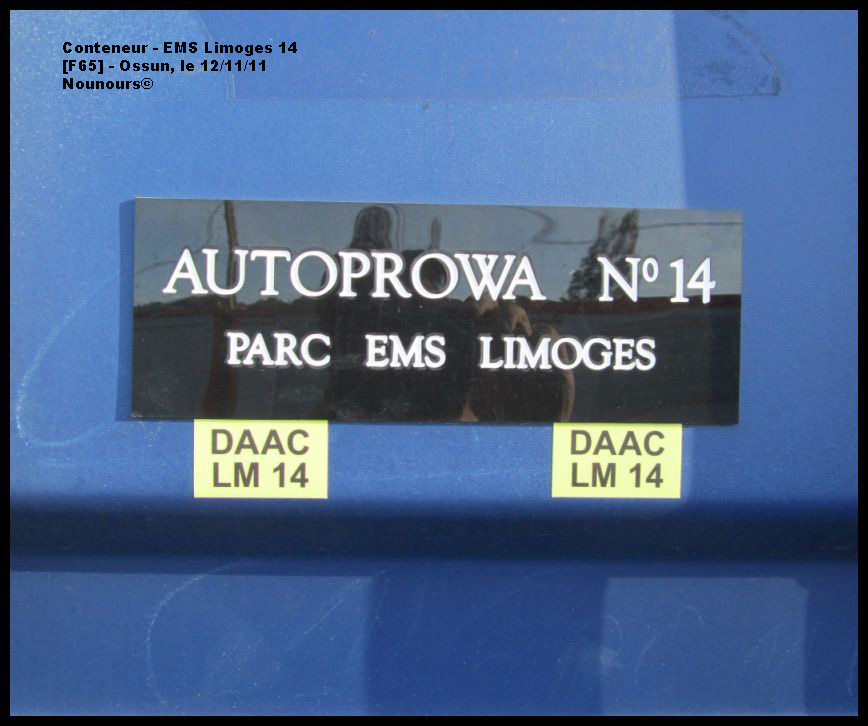 Conteneur - EMS Limoges 14
[F65] - Ossun, le 12/11/11
Nounours©
AUTOPROWA Nº 14
PARC EMS LIMOGES
DAAC
LM 14
DAAC
LM 14